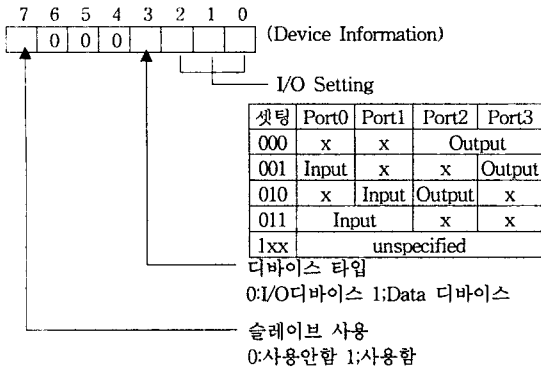 7 6 5 4 3 2 1 0
0 0 0 (Device Information)
I/O Setting
셋팅 Port0 Port1 Port2 Port3
000 x x Output
001 Input x x Output
010 x Input Output x
011 Input x x
1xx unspecified
디바이스 타입
0:I/O디바이스 1;Data 디바이스
슬레이브 사용
0:사용안함 1;사용함